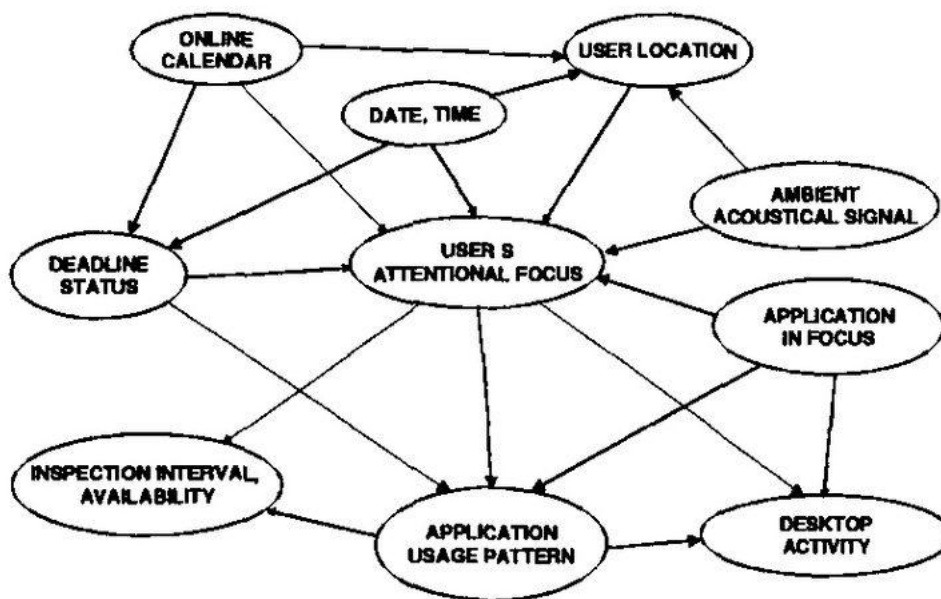 ONLINE
CALENDAR
USER LOCATION
DATE, TIME
AMBIENT
ACOUSTICAL SIGNAL
USER S
ATTENTIONAL FOCUS
DEADLINE
STATUS
APPLICATION
IN FOCUS
INSPECTION INTERVAL,
AVAILABILITY
APPLICATION
USAGE PATTERN
DESKTOP
ACTIVITY